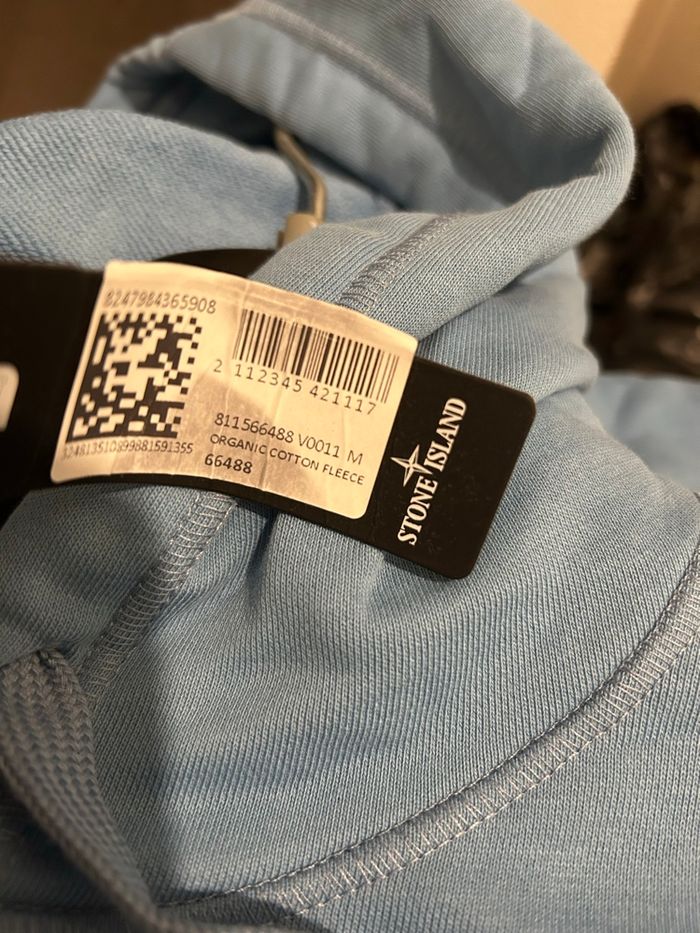 8247984365908
2 112345 421117
811566488 V0011 M
ORGANIC COTTON FLEECE
66488
STONE ISLAND